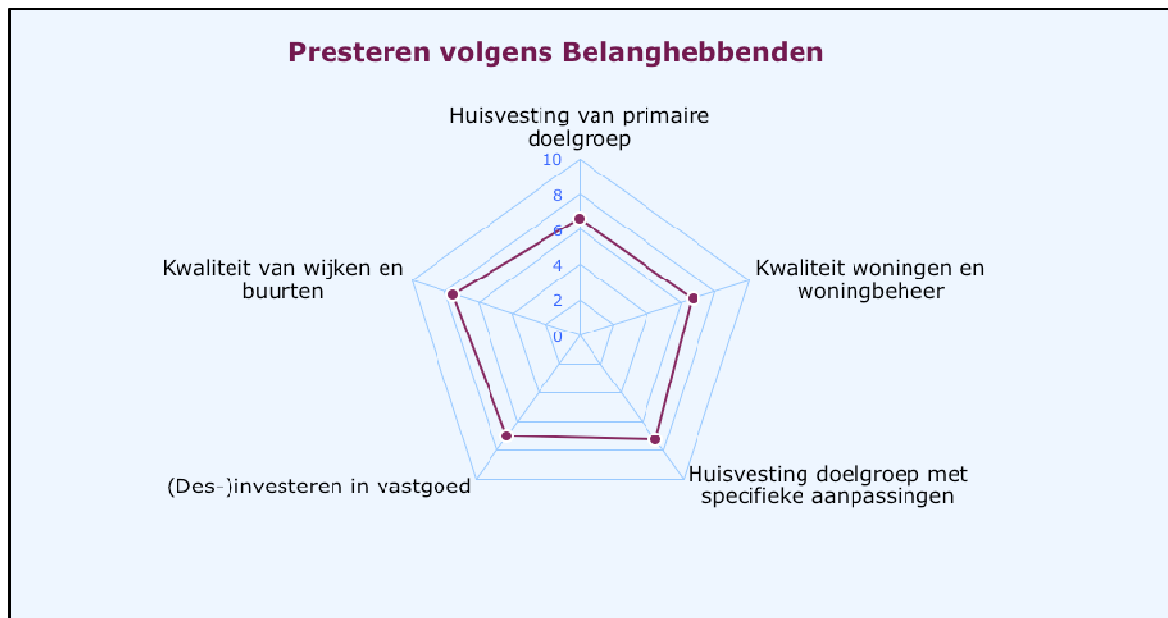 Presteren volgens Belanghebbenden
Huisvesting van primaire
doelgroep
10
8
6
4
2
0
Kwaliteit van wijken en
buurten
Kwaliteit woningen en
woningbeheer
(Des-)investeren in vastgoed
Huisvesting doelgroep met
specifieke aanpassingen